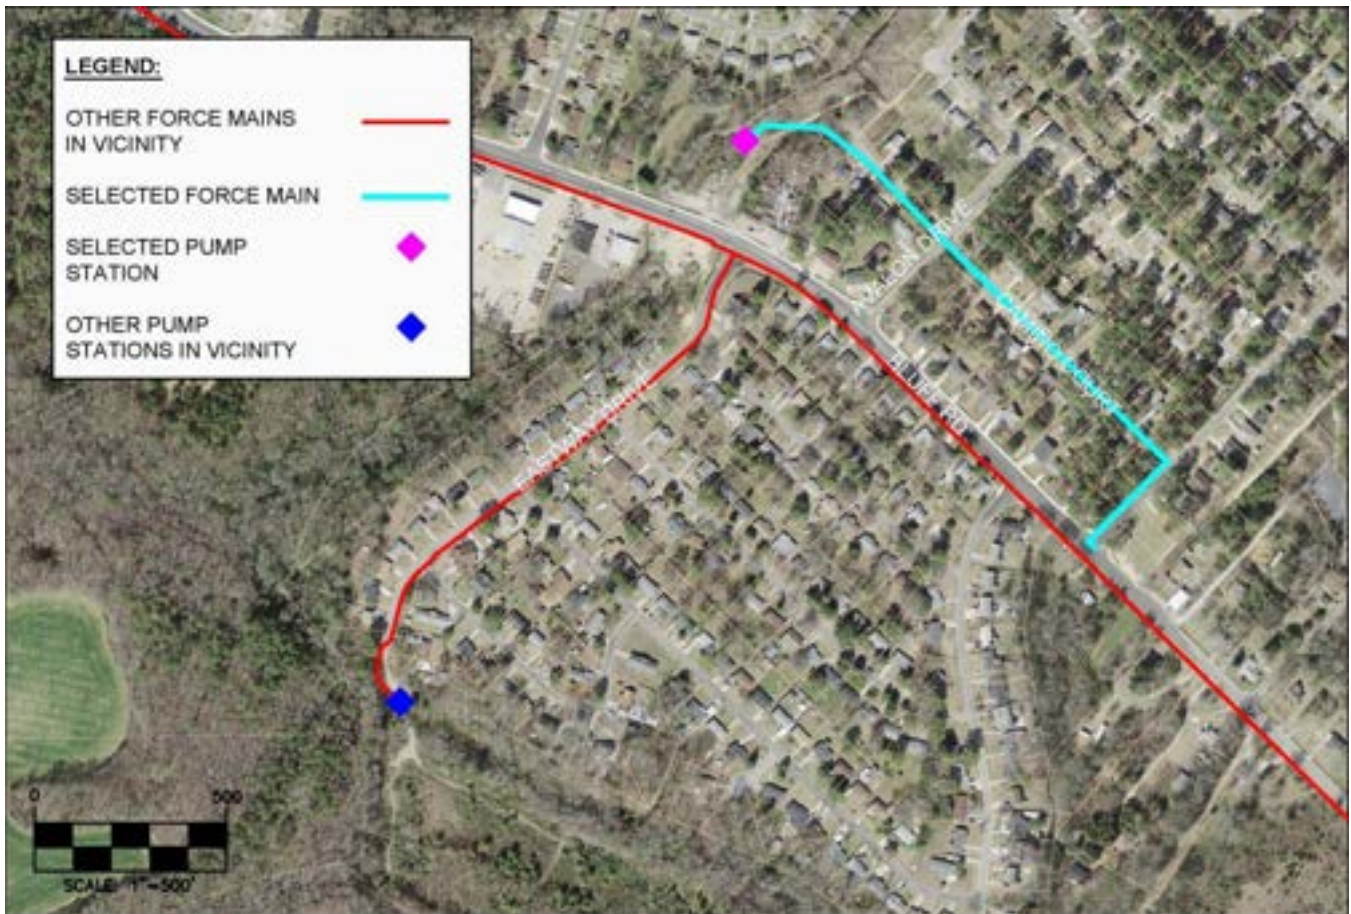 LEGEND:
OTHER FORCE MAINS
IN VICINITY
SELECTED FORCE MAIN
SELECTED PUMP
STATION
OTHER PUMP
STATIONS IN VICINITY
0 500
SCALE: 1"=500'